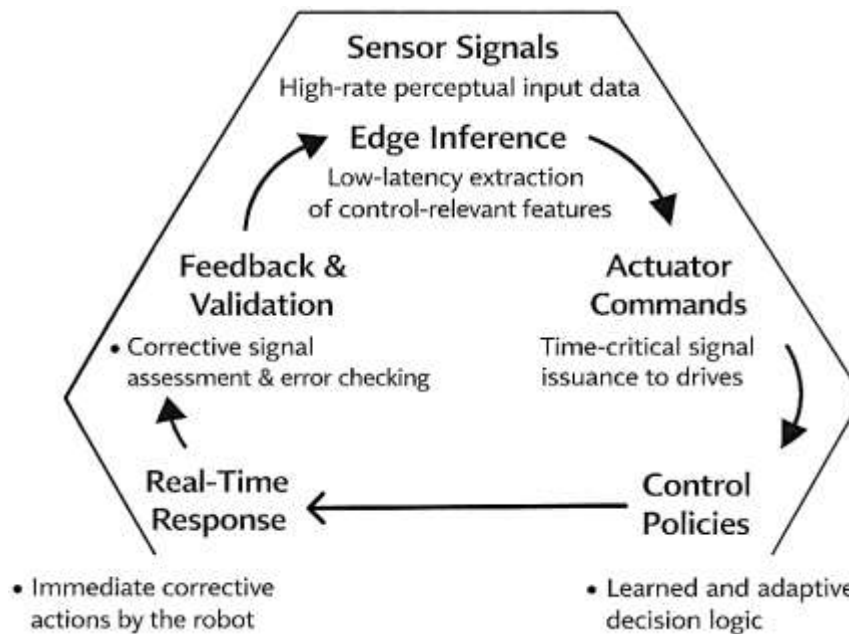 Sensor Signals
High-rate perceptual input data
Edge Inference
Low-latency extraction
of control-relevant features
Feedback &
Validation
• Corrective signal
assessment & error checking
Actuator
Commands
Time-critical signal
issuance to drives
Real-Time
Response
• Immediate corrective
actions by the robot
Control
Policies
• Learned and adaptive
decision logic